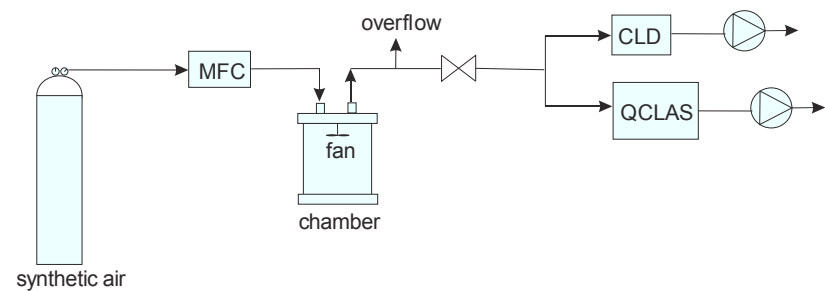 overflow
CLD
MFC
QCLAS
fan
chamber
synthetic air